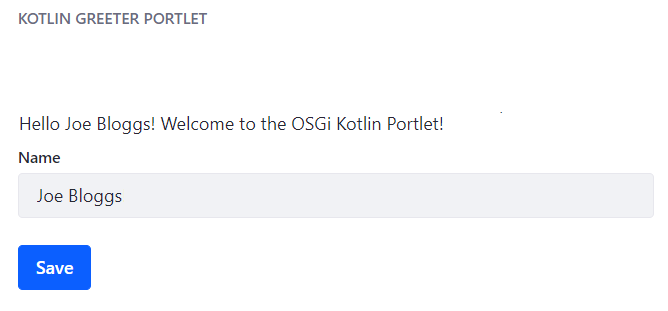 KOTLIN GREETER PORTLET
Hello Joe Bloggs! Welcome to the OSGi Kotlin Portlet!
Name
Joe Bloggs
Save